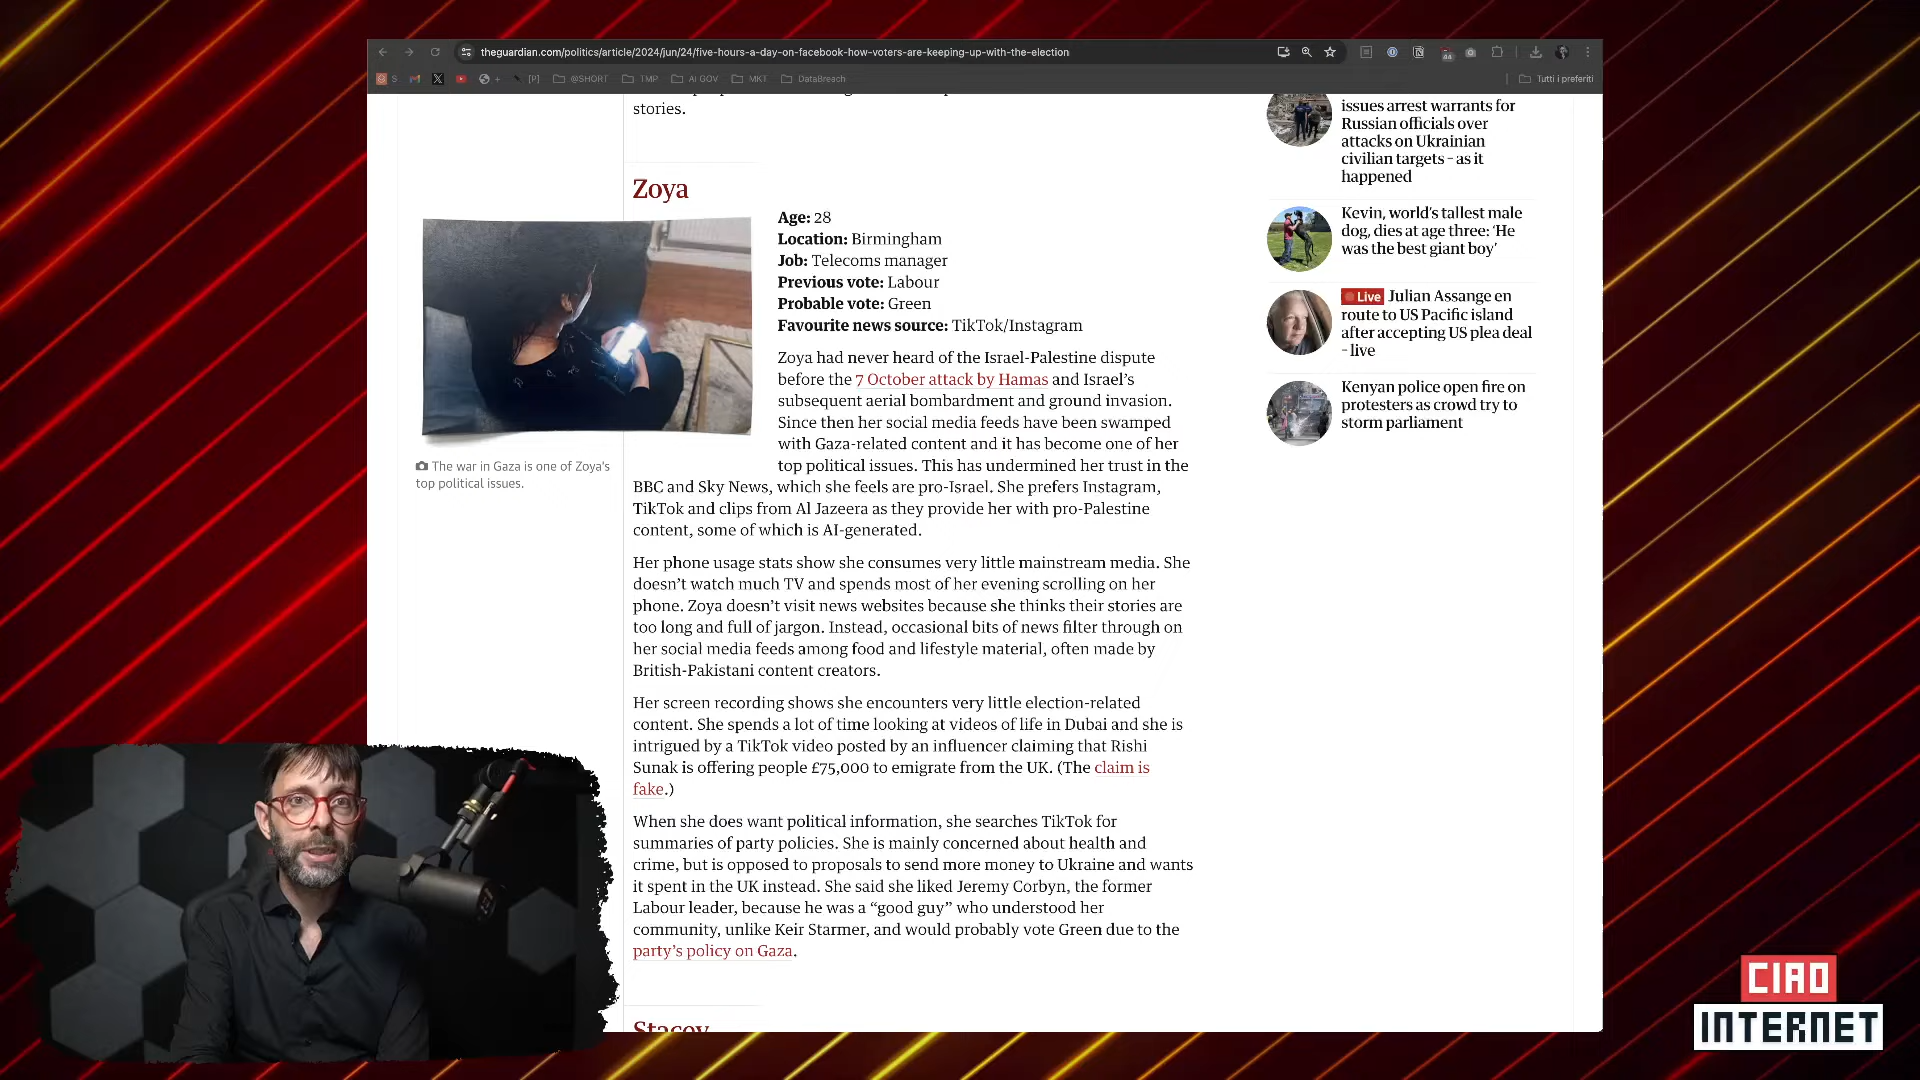 theguardian.com/politics/article/2024/jun/24/five-hours-a-day-on-facebook-how-voters-are-keeping-up-with-the-election
S
+
[P]
@SHORT
TMP
AI GOV
MKT
DataBreach
Tutti i preferiti
stories.
Zoya
Age: 28
Location: Birmingham
Job: Telecoms manager
Previous vote: Labour
Probable vote: Green
Favourite news source: TikTok/Instagram
The war in Gaza is one of Zoya's
top political issues.
Zoya had never heard of the Israel-Palestine dispute
before the 7 October attack by Hamas and Israel's
subsequent aerial bombardment and ground invasion.
Since then her social media feeds have been swamped
with Gaza-related content and it has become one of her
top political issues. This has undermined her trust in the
BBC and Sky News, which she feels are pro-Israel. She prefers Instagram,
TikTok and clips from Al Jazeera as they provide her with pro-Palestine
content, some of which is AI-generated.
Her phone usage stats show she consumes very little mainstream media. She
doesn't watch much TV and spends most of her evening scrolling on her
phone. Zoya doesn't visit news websites because she thinks their stories are
too long and full of jargon. Instead, occasional bits of news filter through on
her social media feeds among food and lifestyle material, often made by
British-Pakistani content creators.
Her screen recording shows she encounters very little election-related
content. She spends a lot of time looking at videos of life in Dubai and she is
intrigued by a TikTok video posted by an influencer claiming that Rishi
Sunak is offering people £75,000 to emigrate from the UK. (The claim is
fake.)
When she does want political information, she searches TikTok for
summaries of party policies. She is mainly concerned about health and
crime, but is opposed to proposals to send more money to Ukraine and wants
it spent in the UK instead. She said she liked Jeremy Corbyn, the former
Labour leader, because he was a “good guy” who understood her
community, unlike Keir Starmer, and would probably vote Green due to the
party's policy on Gaza.
Stacey
issues arrest warrants for
Russian officials over
attacks on Ukrainian
civilian targets – as it
happened
Kevin, world's tallest male
dog, dies at age three: ‘He
was the best giant boy’
Live Julian Assange en
route to US Pacific island
after accepting US plea deal
– live
Kenyan police open fire on
protesters as crowd try to
storm parliament
CIAO
INTERNET